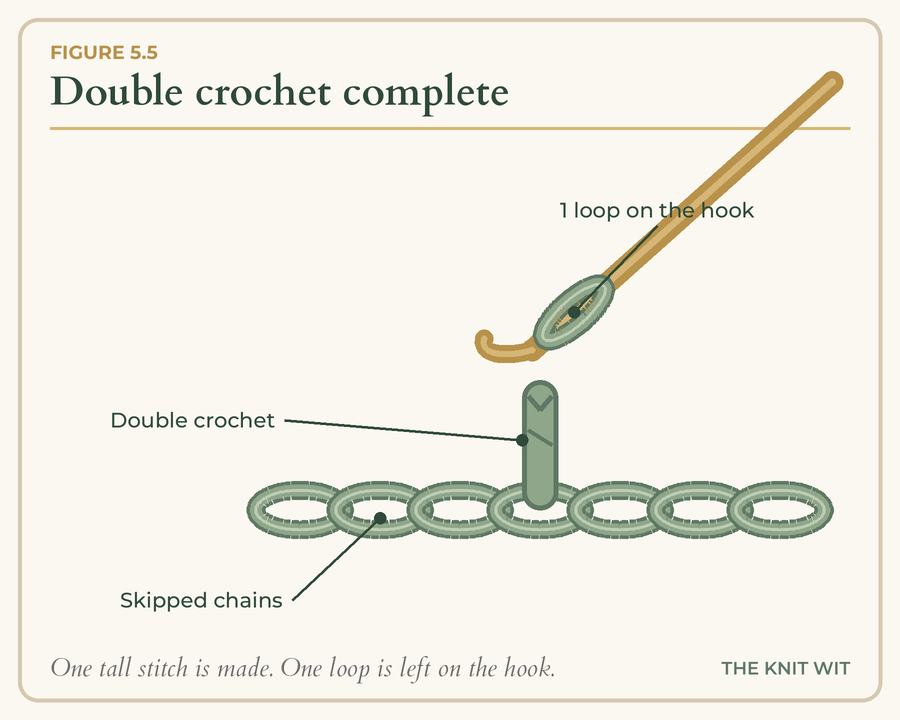 FIGURE 5.5
Double crochet complete
1 loop on the hook
Double crochet
Skipped chains
One tall stitch is made. One loop is left on the hook.
THE KNIT WIT